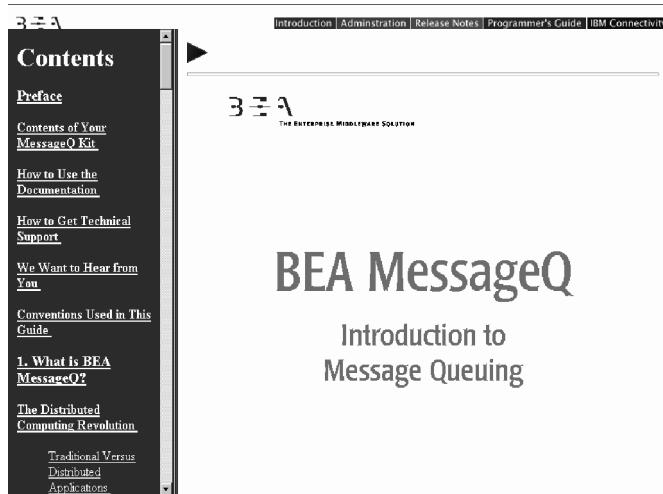 BEA
Introduction | Adminstration | Release Notes | Programmer's Guide | IBM Connectivity
Contents
Preface
Contents of Your
MessageQ Kit
How to Use the
Documentation
How to Get Technical
Support
We Want to Hear from
You
Conventions Used in This
Guide
1. What is BEA
MessageQ?
The Distributed
Computing Revolution
Traditional Versus
Distributed
Applications
BEA
THE ENTERPRISE MIDDLEWARE SOLUTION
BEA MessageQ
Introduction to
Message Queuing